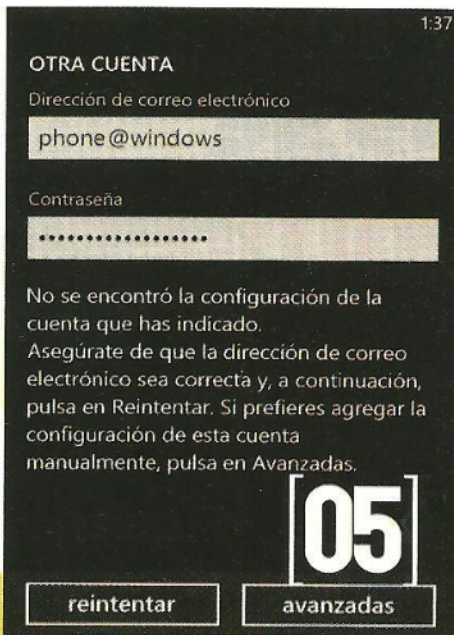 1:37
OTRA CUENTA
Dirección de correo electrónico
phone@windows
Contraseña
••••••••••••••••••
No se encontró la configuración de la
cuenta que has indicado.
Asegúrate de que la dirección de correo
electrónico sea correcta y, a continuación,
pulsa en Reintentar. Si prefieres agregar la
configuración de esta cuenta
manualmente, pulsa en Avanzadas.
[05]
reintentar
avanzadas